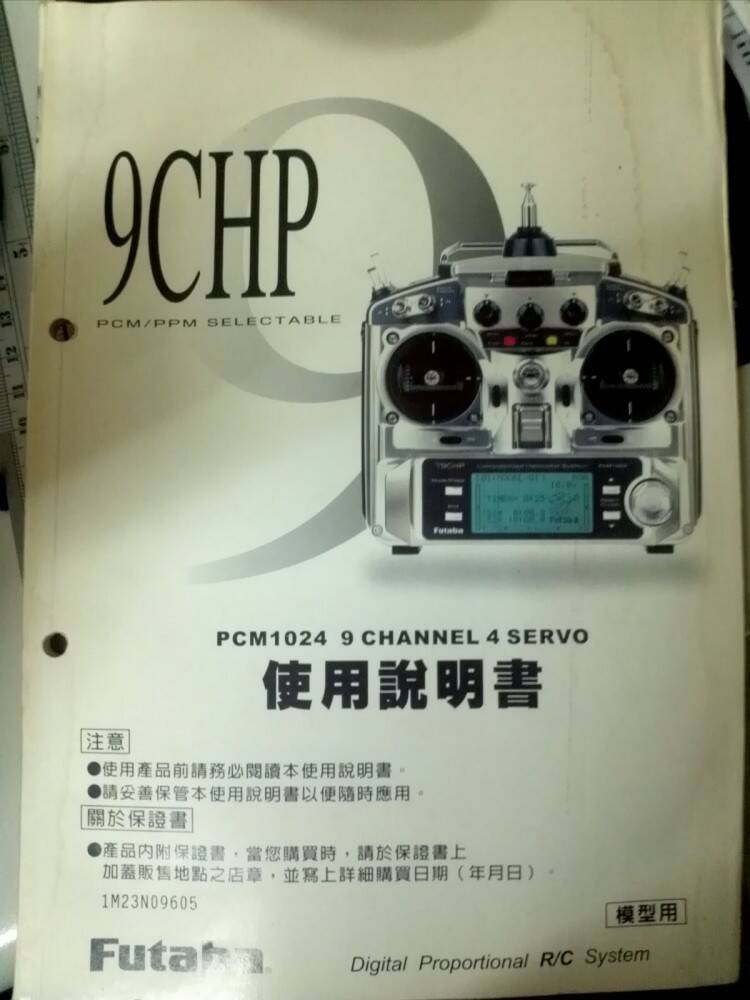 9CHP
PCM/PPM SELECTABLE
T9CHP
Futaba
PCM1024 9 CHANNEL 4 SERVO
使用說明書
注意
●使用產品前請務必閱讀本使用說明書。
●請妥善保管本使用說明書以便隨時應用。
關於保證書
●產品內附保證書，當您購買時，請於保證書上
加蓋販售地點之店章，並寫上詳細購買日期（年月日）。
1M23N09605
模型用
Futaba
Digital Proportional R/C System